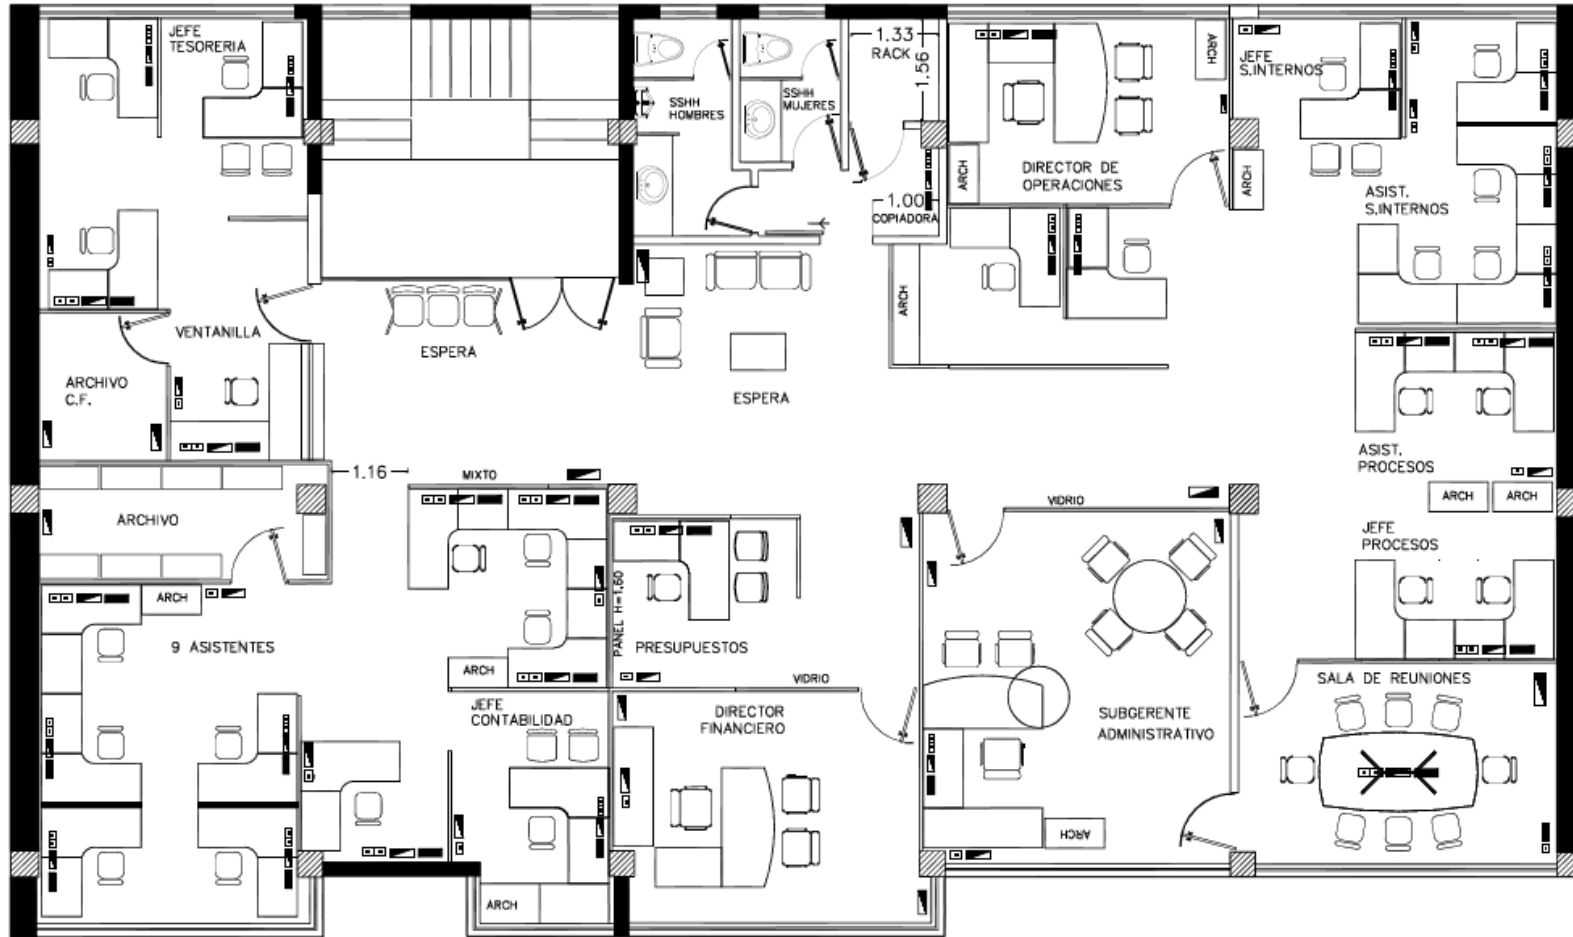 JEFE
TESORERIA
1.33
RACK
1.56
SSHH
HOMBRES
SSHH
MUJERES
ARCH
JEFE
S.INTERNOS
DIRECTOR DE
OPERACIONES
ARCH
ARCH
ASIST.
S.INTERNOS
1.00
COPIADORA
ARCH
VENTANILLA
ESPERA
ESPERA
ARCHIVO
C.F.
ASIST.
PROCESOS
ARCH
ARCH
1.16
MIXTO
VIDRIO
ARCHIVO
JEFE
PROCESOS
ARCH
9 ASISTENTES
PANEL H=1.60
PRESUPUESTOS
ARCH
VIDRIO
SALA DE REUNIONES
JEFE
CONTABILIDAD
DIRECTOR
FINANCIERO
SUBGERENTE
ADMINISTRATIVO
ARCH
ARCH